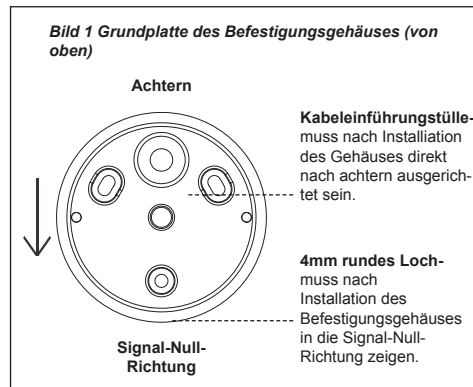 Bild 1 Grundplatte des Befestigungsgehäuses (von
oben)
Achtern
Kabeleinführungstülle-
muss nach Installiation
des Gehäuses direkt
nach achtern ausgerich-
tet sein.
4mm rundes Loch-
muss nach
Installation des
Befestigungsgehäuses
in die Signal-Null-
Richtung zeigen.
Signal-Null-
Richtung